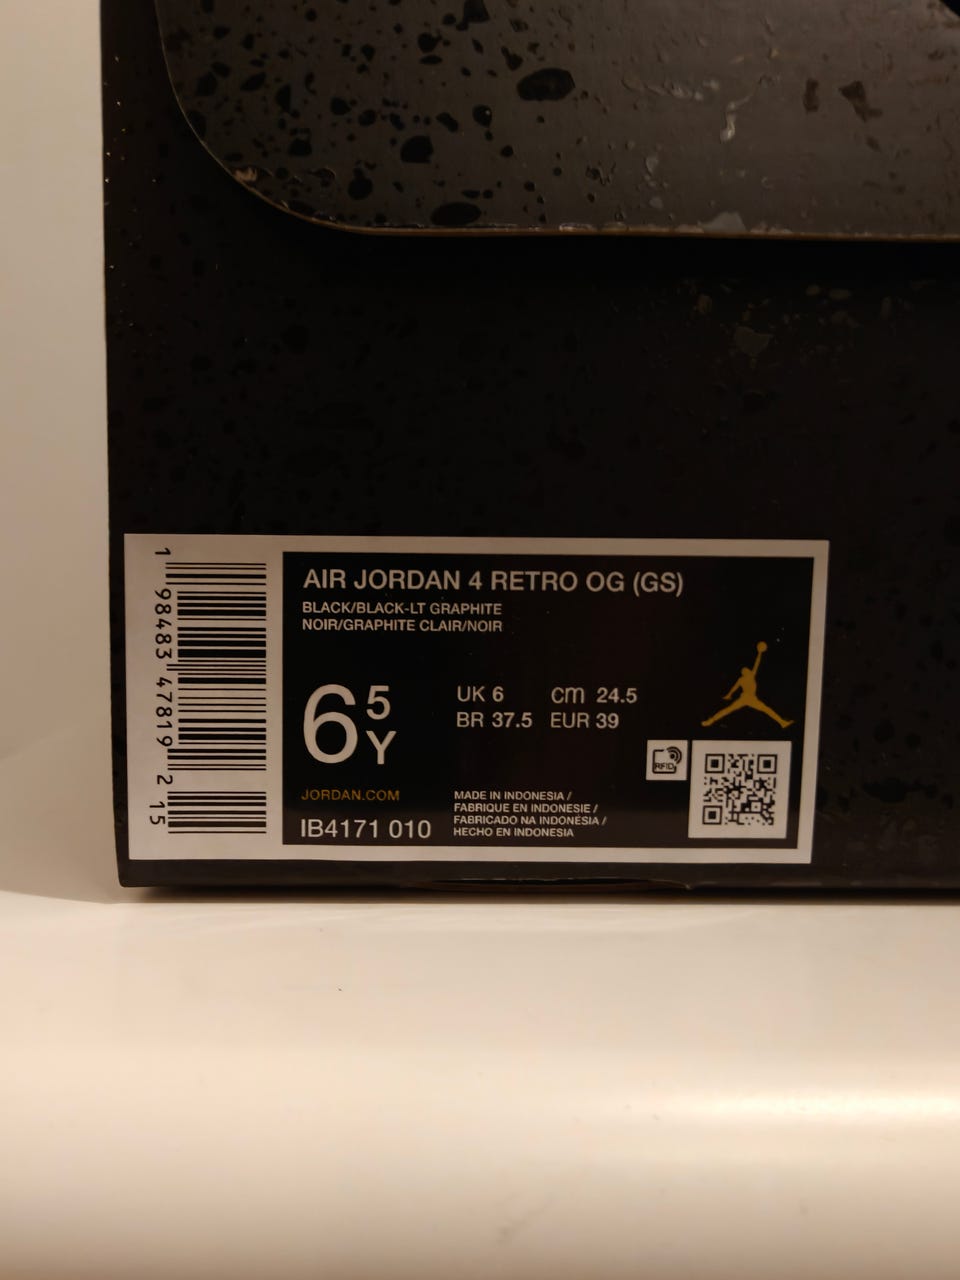 1 98483 47819 2 15
AIR JORDAN 4 RETRO OG (GS)
BLACK/BLACK-LT GRAPHITE
NOIR/GRAPHITE CLAIR/NOIR
6 5Y
UK 6 cm 24.5
BR 37.5 EUR 39
RFID
JORDAN.COM
IB4171 010
MADE IN INDONESIA /
FABRIQUE EN INDONESIE /
FABRICADO NA INDONÉSIA /
HECHO EN INDONESIA